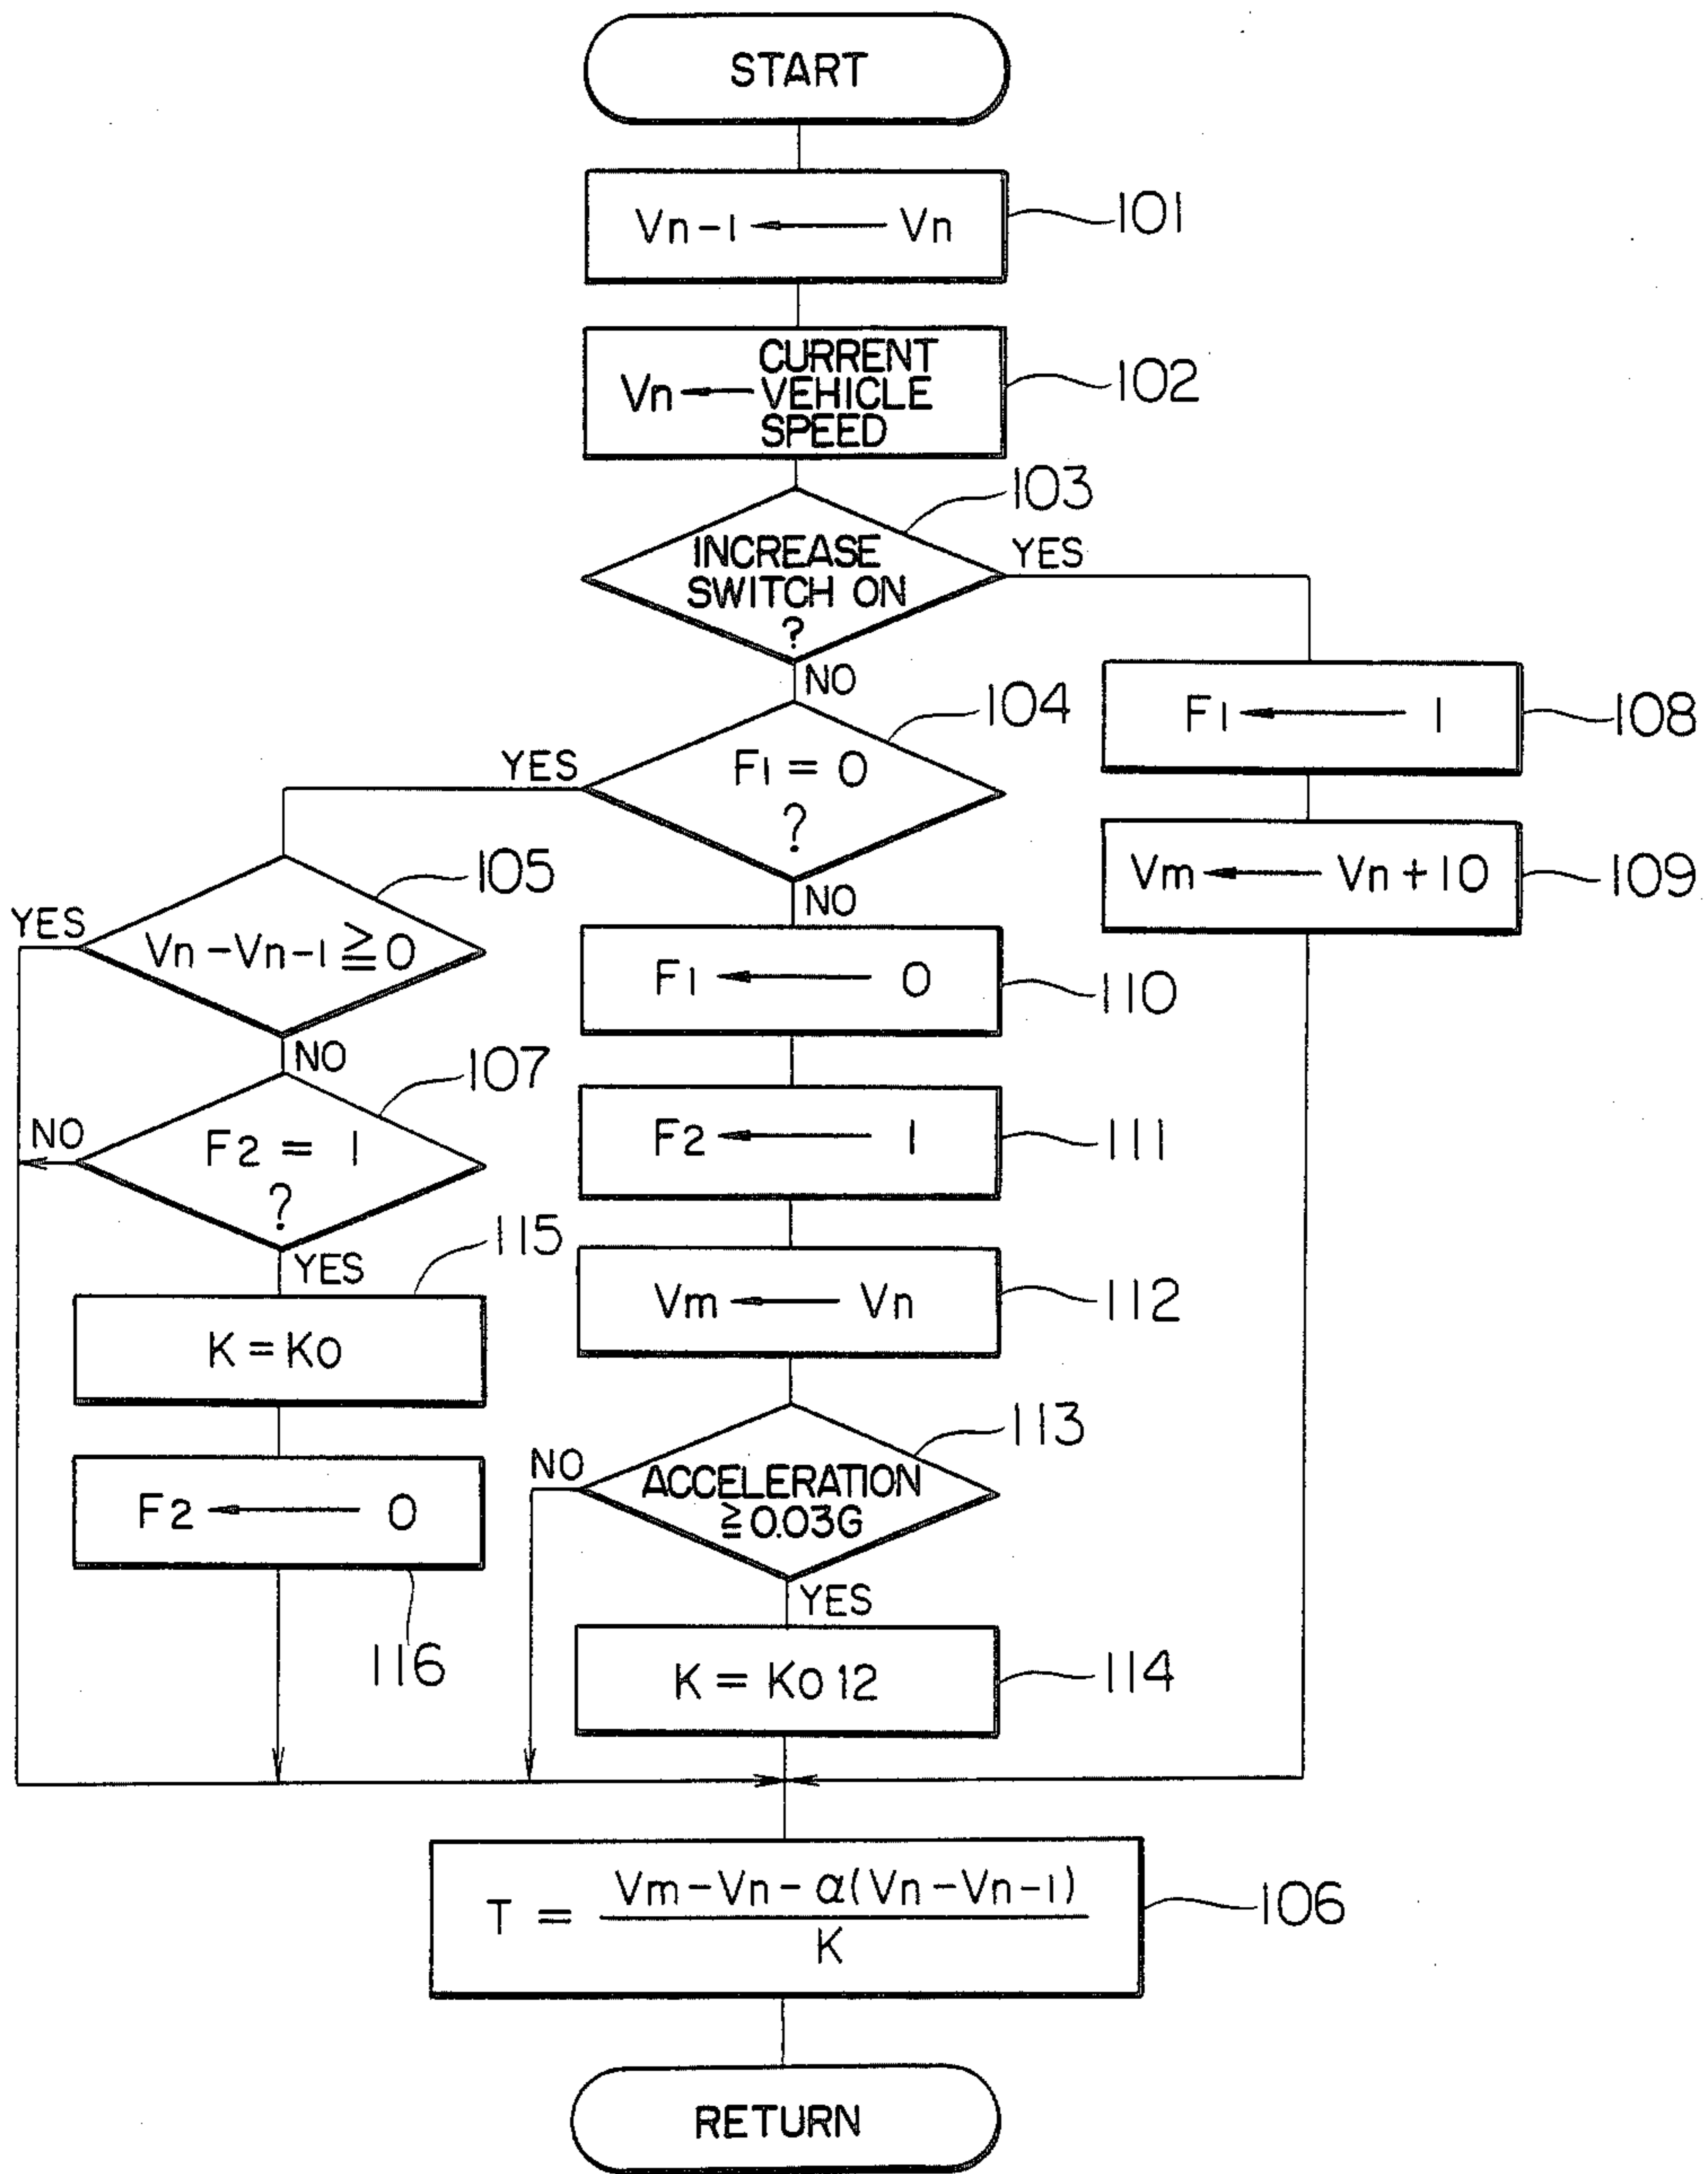 START
Vn-1 ← Vn
101
Vn ← CURRENT VEHICLE SPEED
102
103
INCREASE
SWITCH ON
?
YES
NO
104
F1 ← 1
108
YES
F1 = 0
?
NO
Vm ← Vn + 10
109
105
YES
Vn - Vn-1 ≧ 0
NO
F1 ← 0
110
107
NO
F2 = 1
?
YES
F2 ← 1
111
115
K = K0
Vm ← Vn
112
113
NO
ACCELERATION
≧ 0.03G
YES
F2 ← 0
116
K = K0 12
114
T = Vm - Vn - α(Vn - Vn-1) / K
106
RETURN